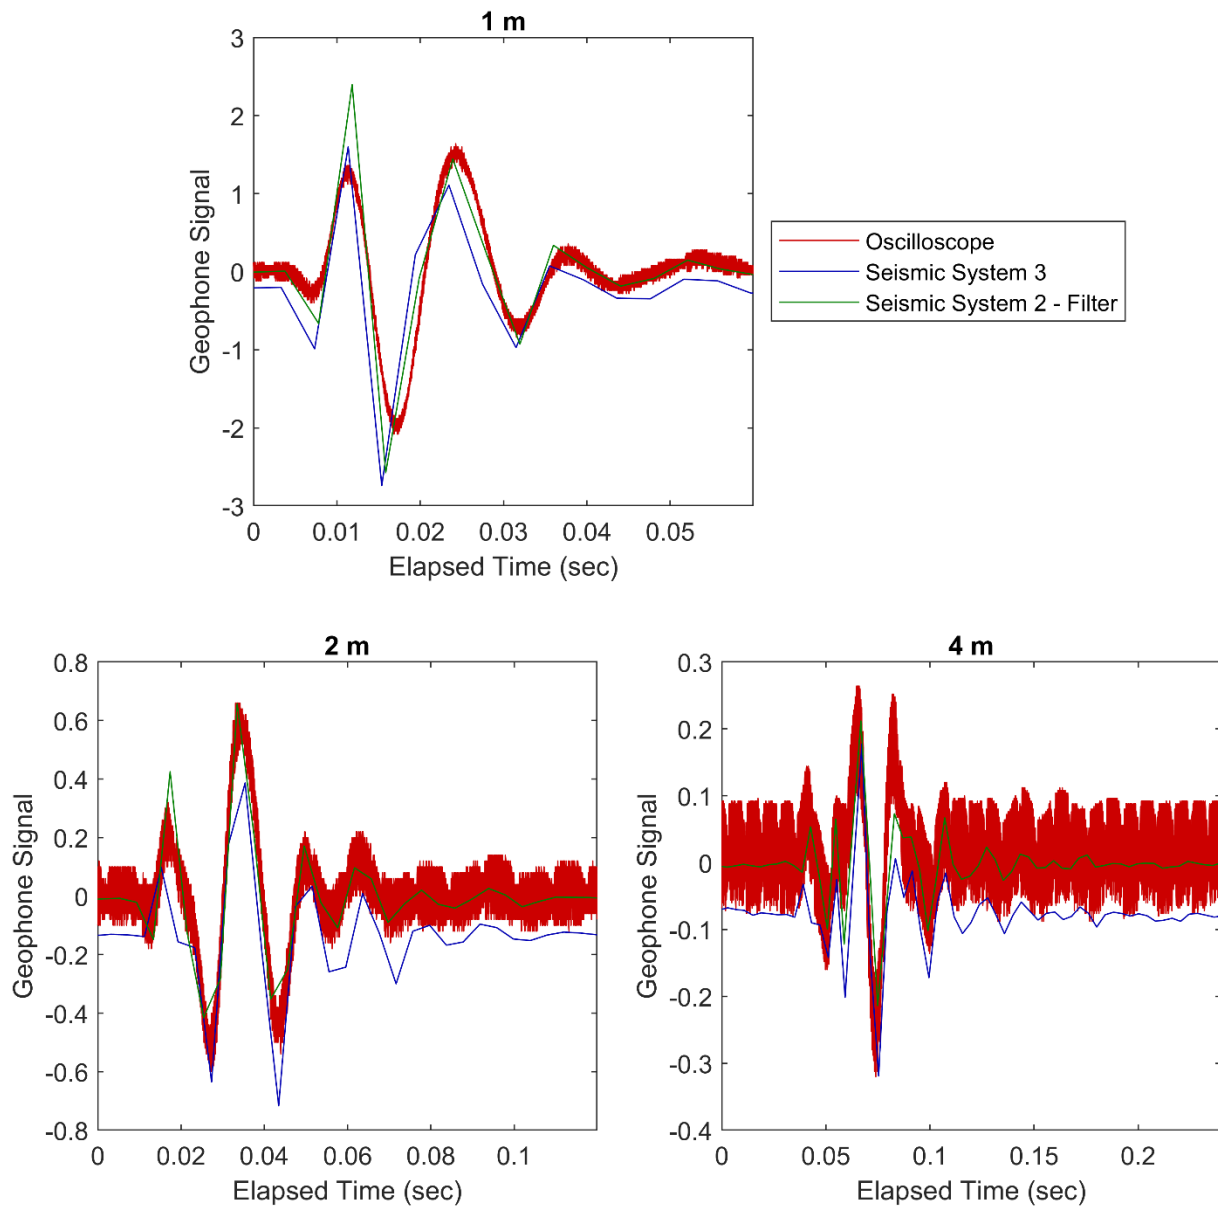 1 m
3
2
1
0
-1
-2
-3
Geophone Signal
0 0.01 0.02 0.03 0.04 0.05
Elapsed Time (sec)
Oscilloscope
Seismic System 3
Seismic System 2 - Filter
2 m
0.8
0.6
0.4
0.2
0
-0.2
-0.4
-0.6
-0.8
Geophone Signal
0 0.02 0.04 0.06 0.08 0.1
Elapsed Time (sec)
4 m
0.3
0.2
0.1
0
-0.1
-0.2
-0.3
-0.4
Geophone Signal
0 0.05 0.1 0.15 0.2
Elapsed Time (sec)